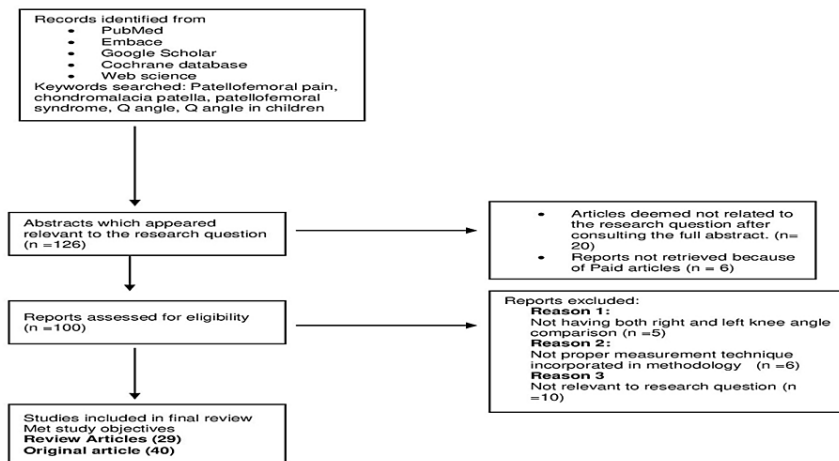 Records identified from
• PubMed
• Embace
• Google Scholar
• Cochrane database
• Web science
Keywords searched: Patellofemoral pain,
chondromalacia patella, patellofemoral
syndrome, Q angle, Q angle in children
Abstracts which appeared
relevant to the research question
(n =126)
• Articles deemed not related to
the research question after
consulting the full abstract. (n=
20)
• Reports not retrieved because
of Paid articles (n = 6)
Reports assessed for eligibility
(n =100)
Reports excluded:
Reason 1:
Not having both right and left knee angle
comparison (n =5)
Reason 2:
Not proper measurement technique
incorporated in methodology (n =6)
Reason 3
Not relevant to research question (n
=10)
Studies included in final review
Met study objectives
Review Articles (29)
Original article (40)